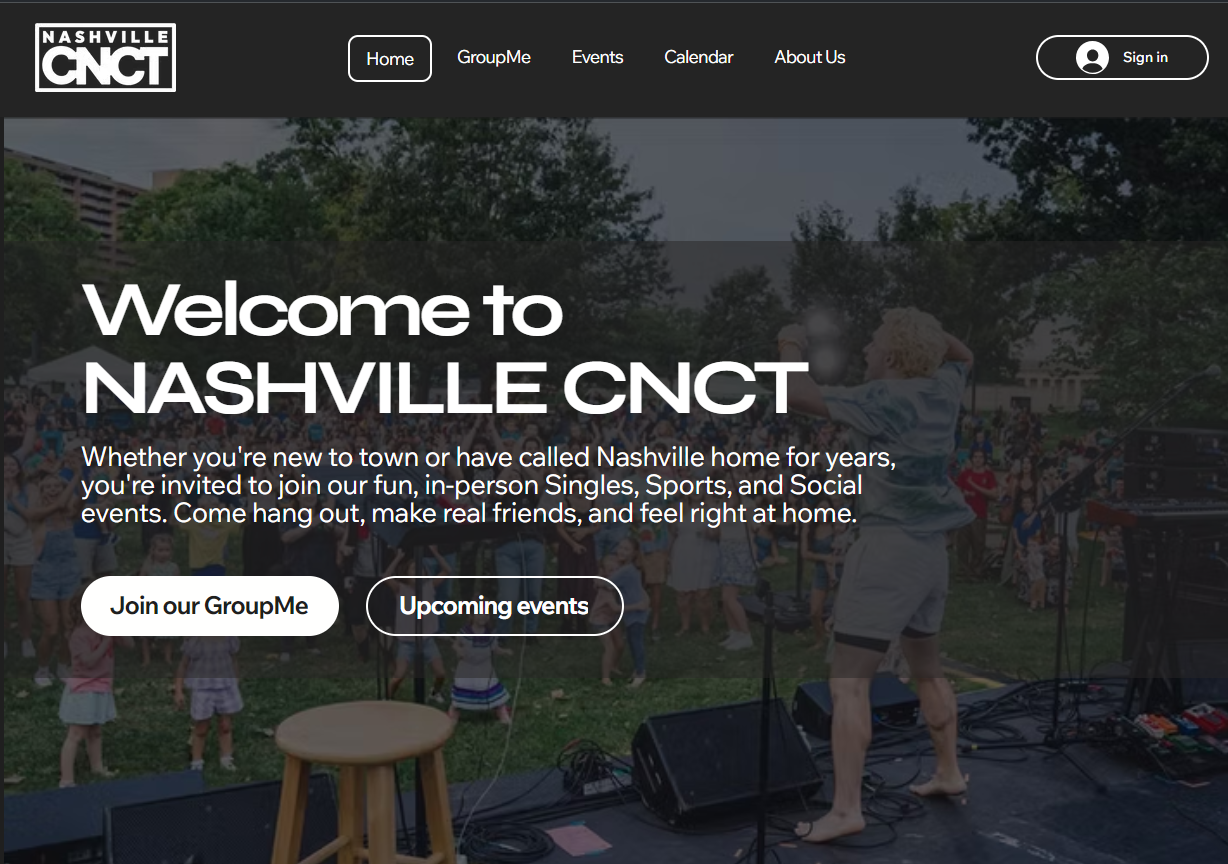 NASHVILLE
CNCT
Home
GroupMe
Events
Calendar
About Us
Sign in
Welcome to
NASHVILLE CNCT
Whether you're new to town or have called Nashville home for years,
you're invited to join our fun, in-person Singles, Sports, and Social
events. Come hang out, make real friends, and feel right at home.
Join our GroupMe
Upcoming events